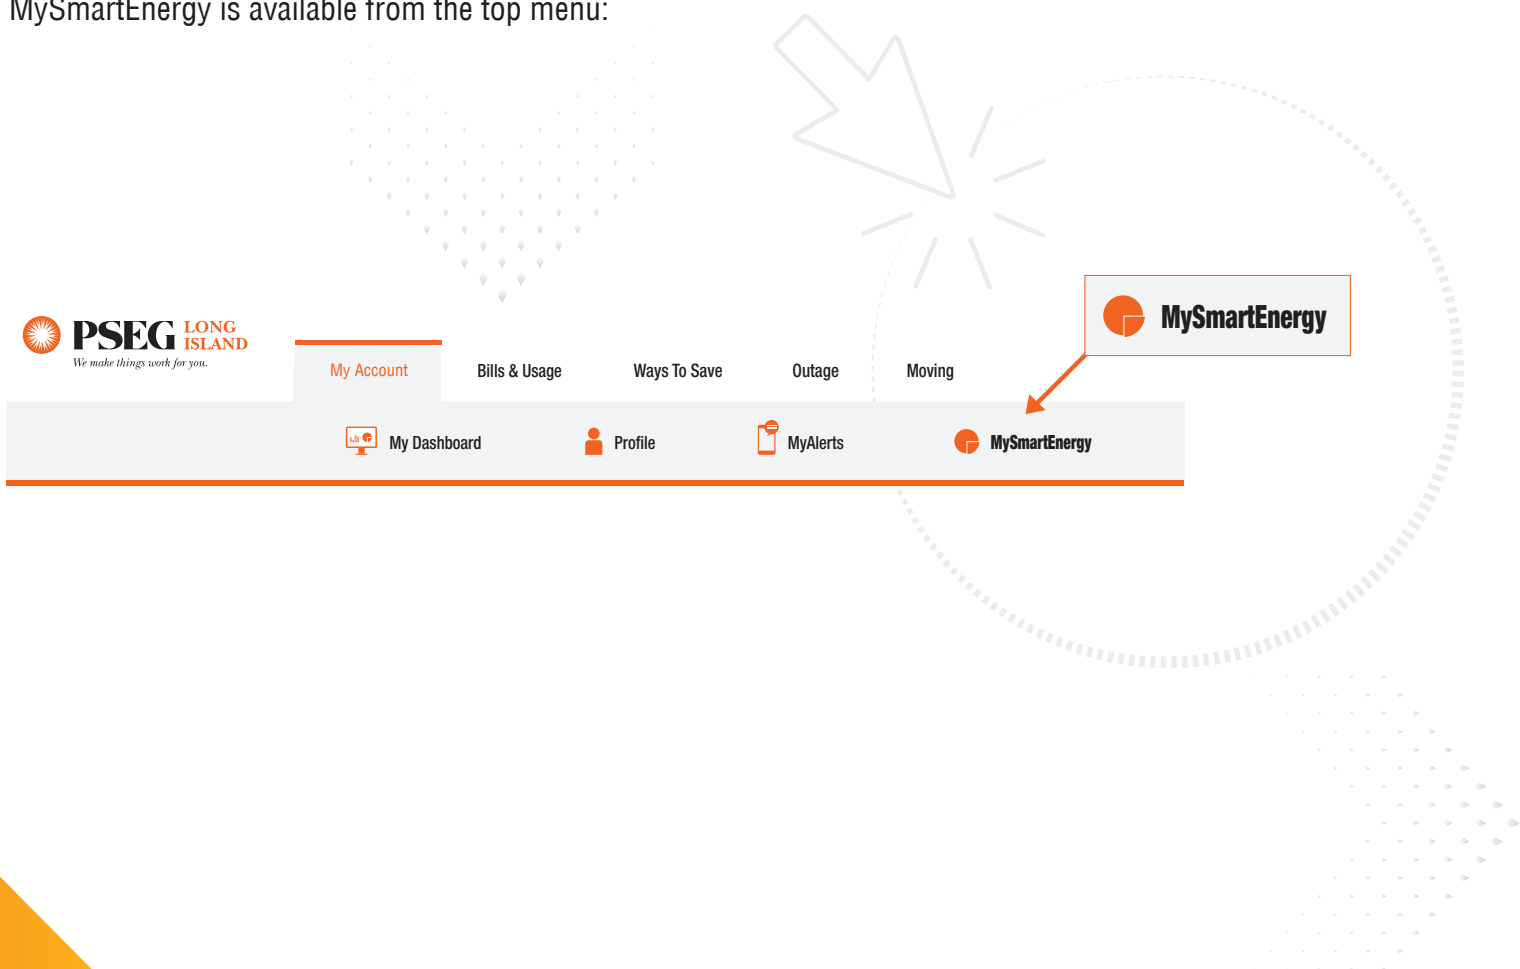 MySmartEnergy is available from the top menu:
MySmartEnergy
PSEG LONG ISLAND
We make things work for you.
My Account Bills & Usage Ways To Save Outage Moving
My Dashboard Profile MyAlerts MySmartEnergy